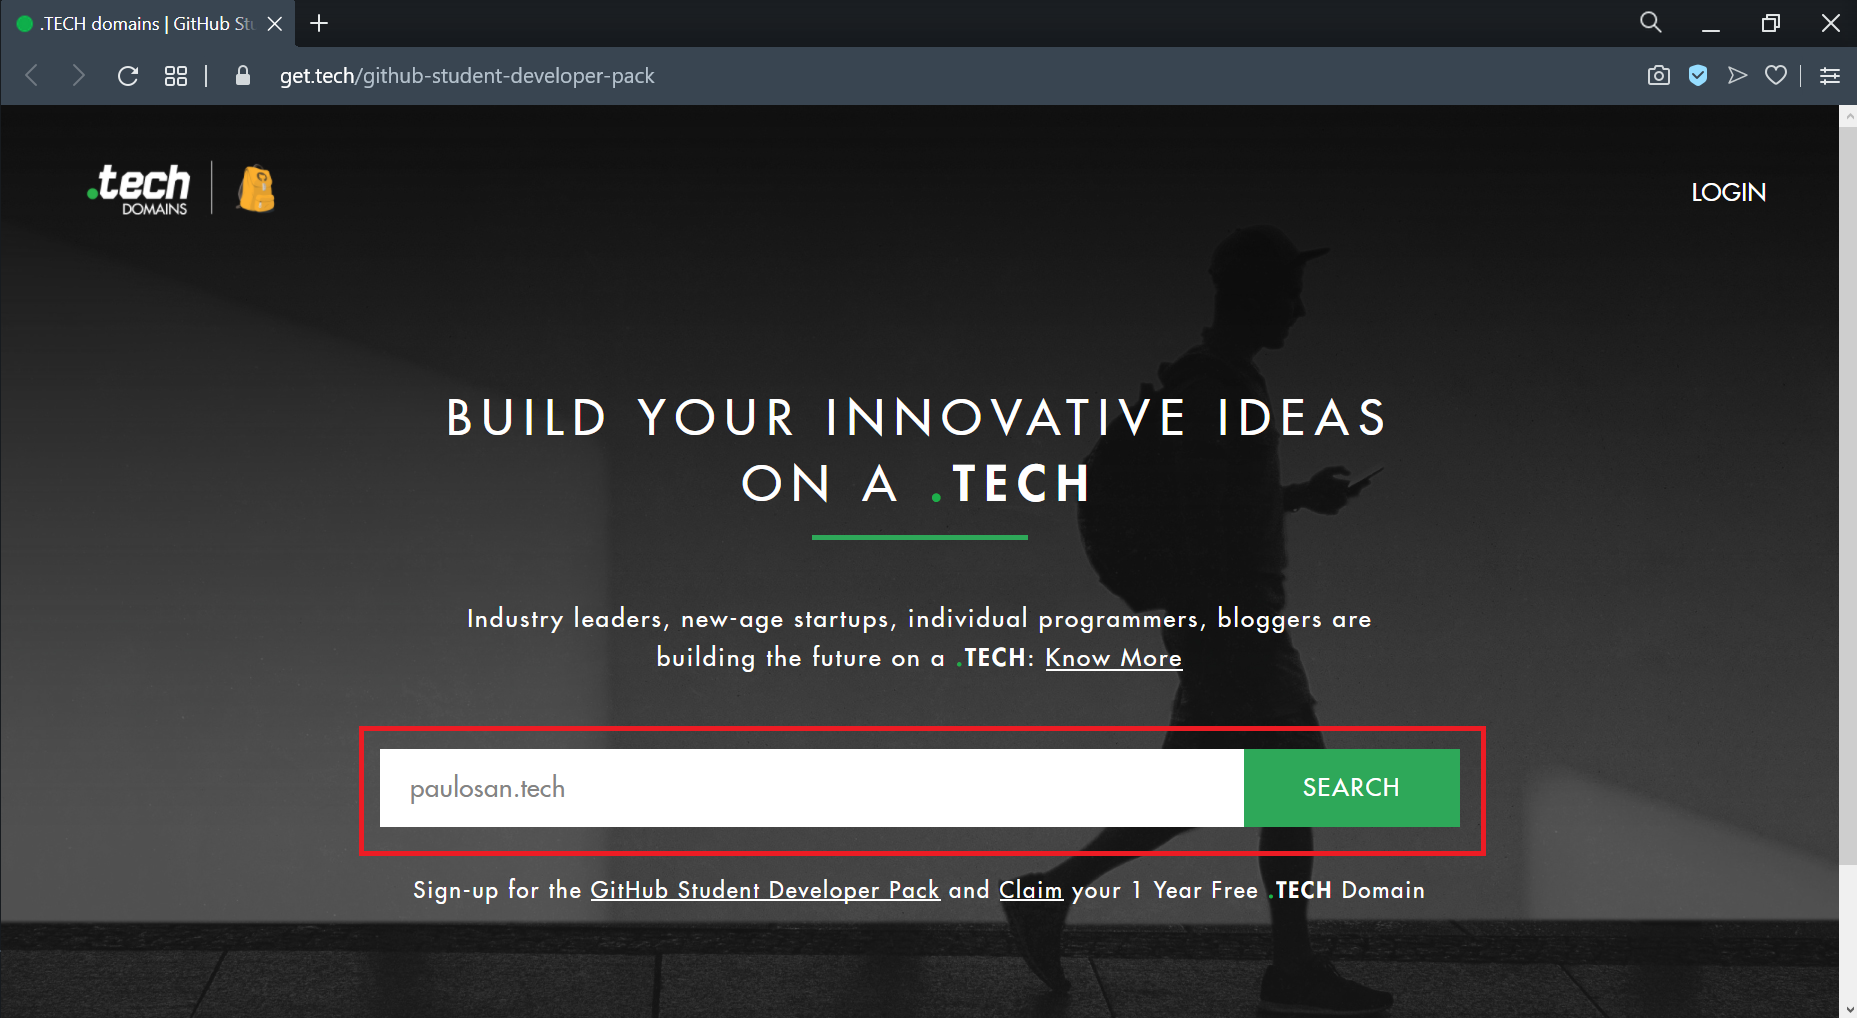 .TECH domains | GitHub Stu
get.tech/github-student-developer-pack
.tech
DOMAINS
LOGIN
BUILD YOUR INNOVATIVE IDEAS
ON A .TECH
Industry leaders, new-age startups, individual programmers, bloggers are
building the future on a .TECH: Know More
paulosan.tech
SEARCH
Sign-up for the GitHub Student Developer Pack and Claim your 1 Year Free .TECH Domain